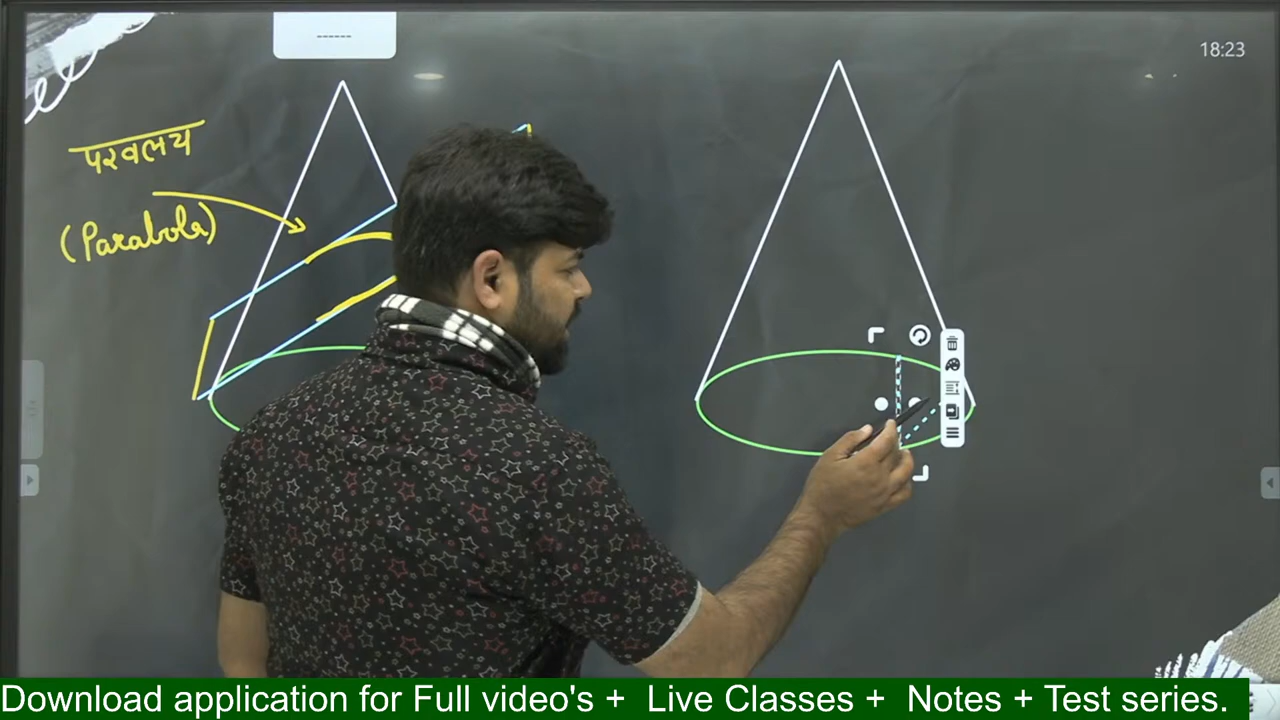 ------
18:23
परवलय
(Parabola)
Download application for Full video's + Live Classes + Notes + Test series.